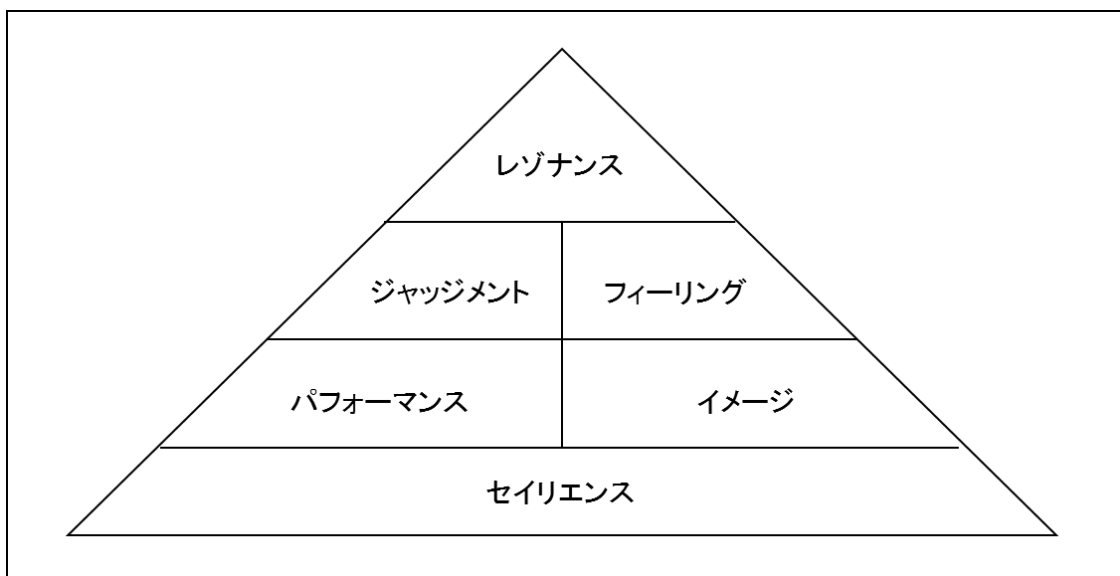 レゾナンス
ジャッジメント
フィーリング
パフォーマンス
イメージ
セイリエンス